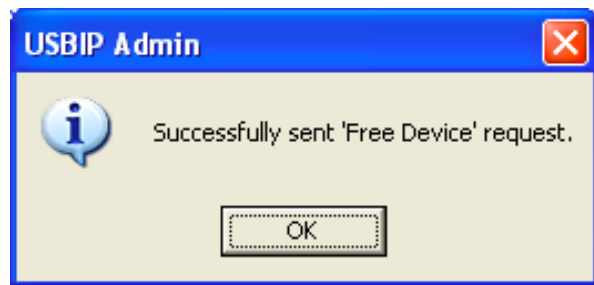 USBIP Admin
Successfully sent 'Free Device' request.
OK